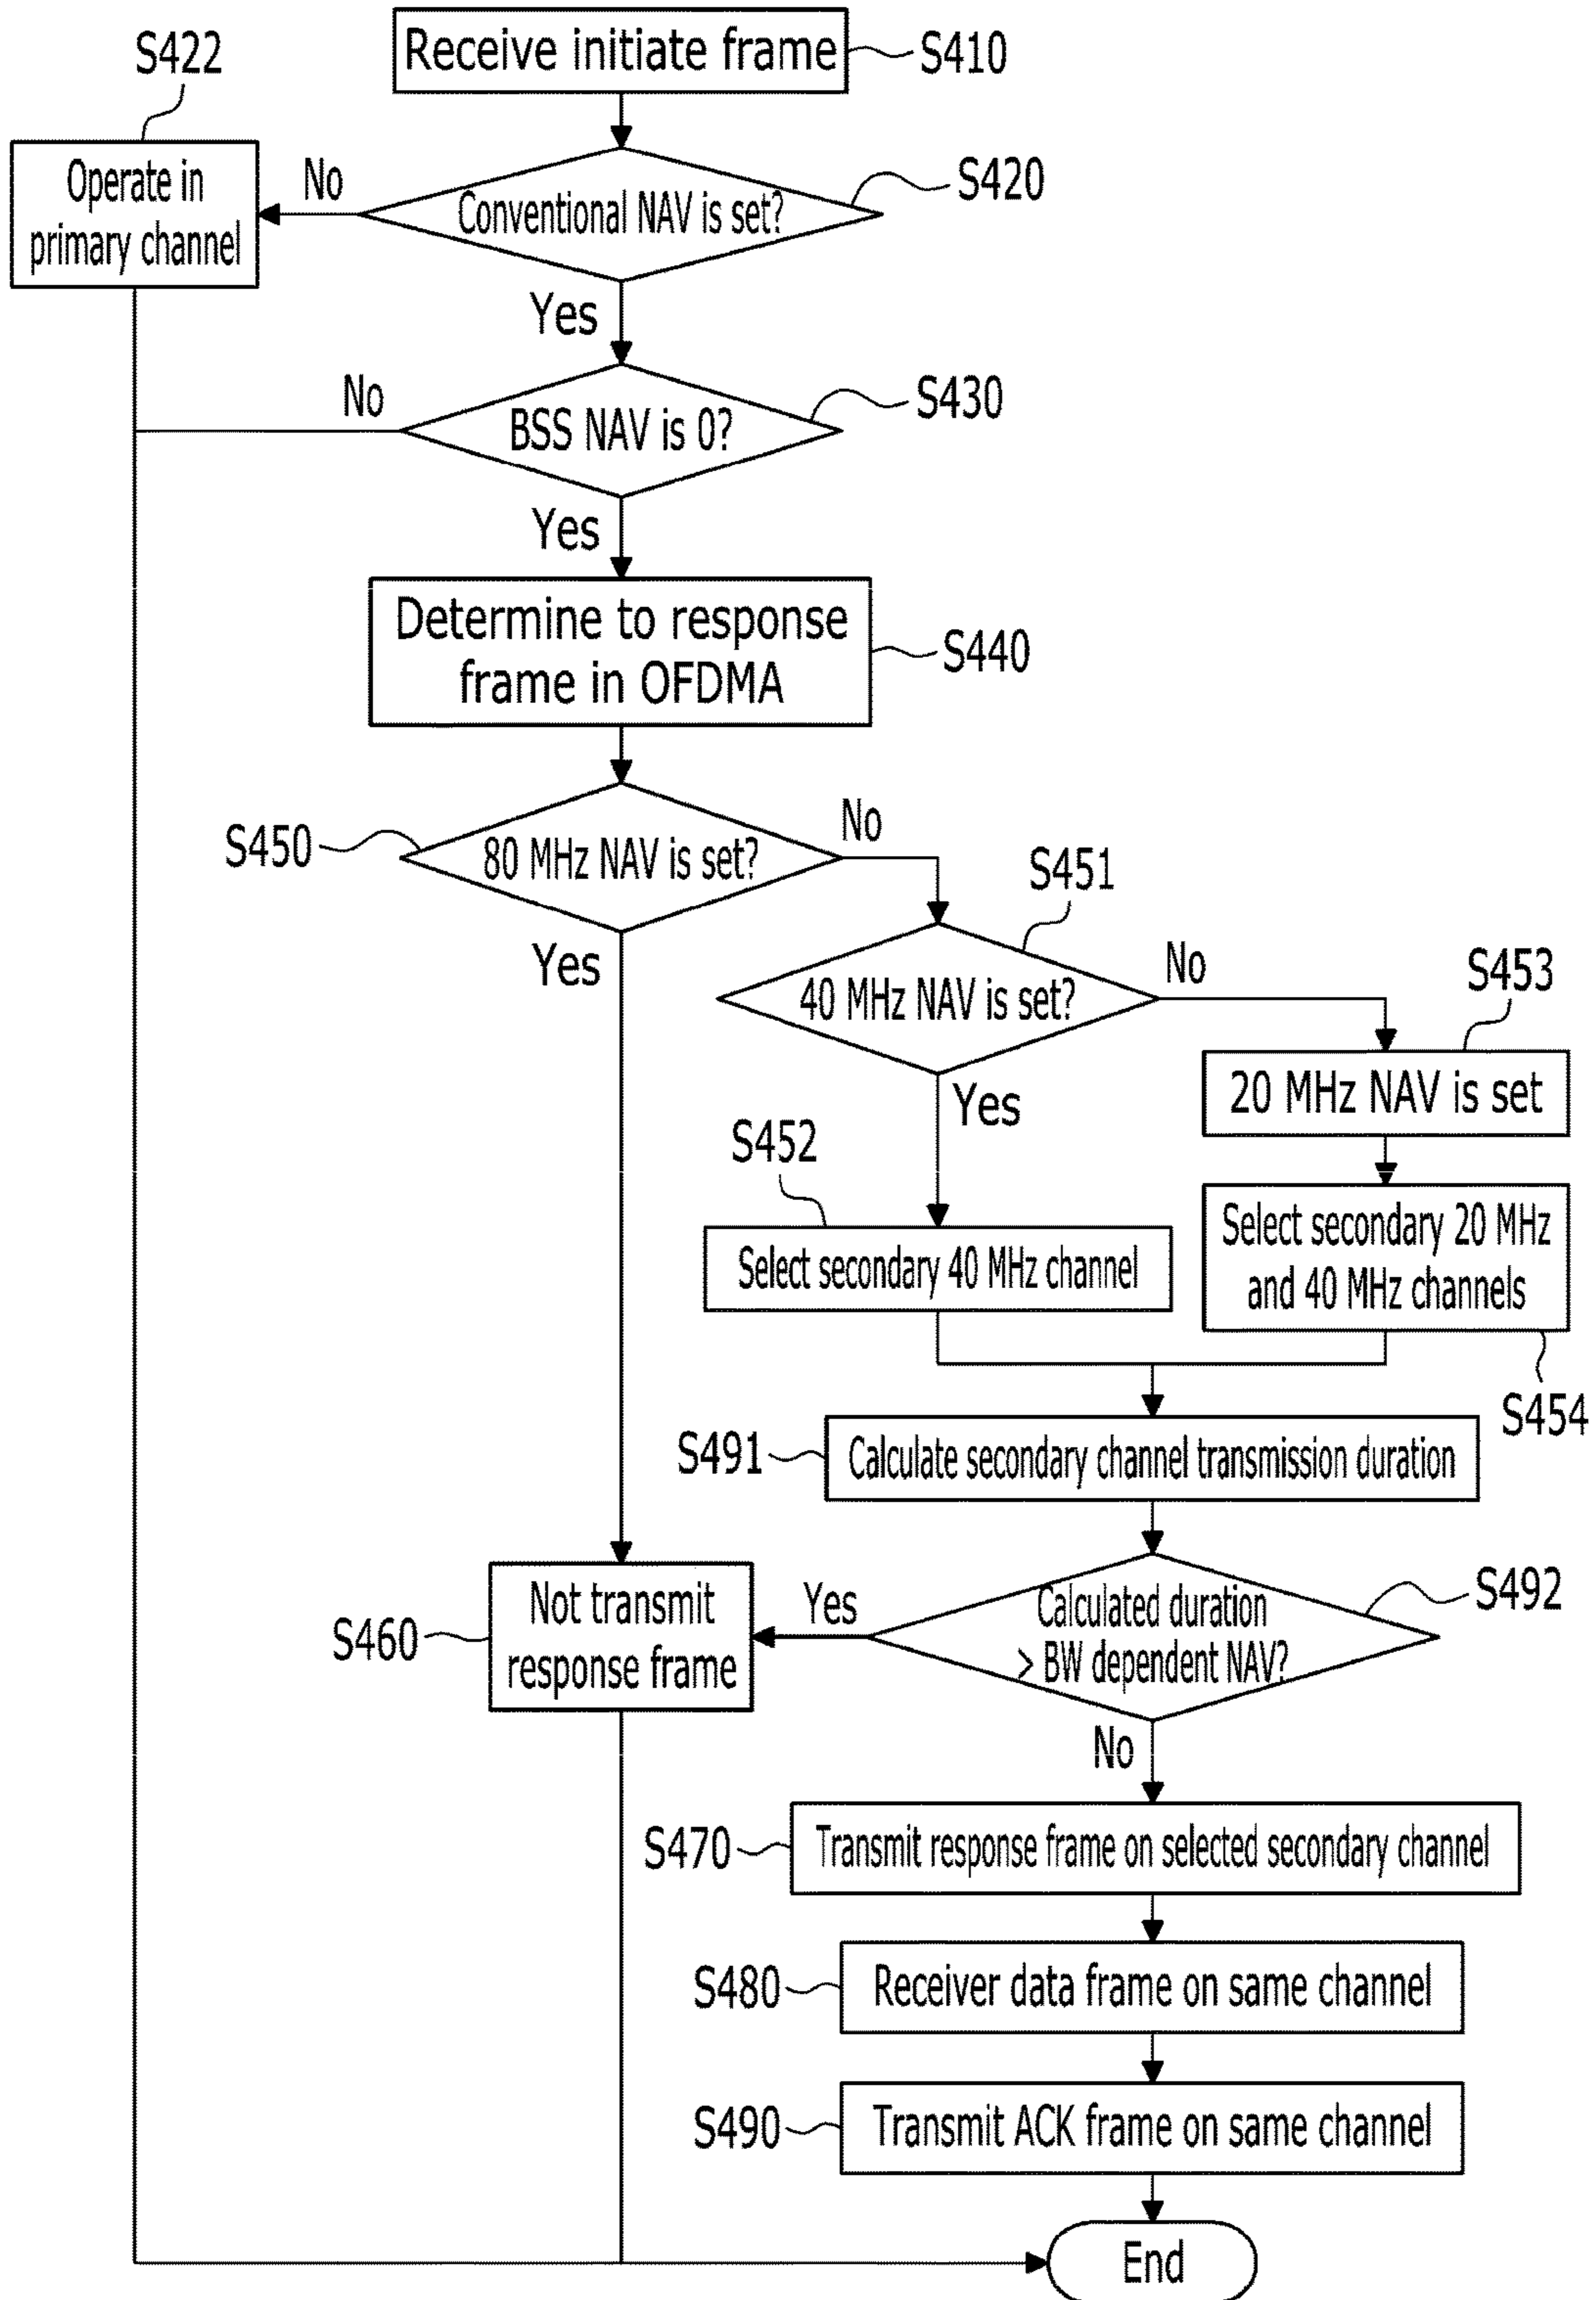 Receive initiate frame
S410
S422
Operate in
primary channel
No
Conventional NAV is set?
S420
Yes
No
BSS NAV is 0?
S430
Yes
Determine to response
frame in OFDMA
S440
S450
80 MHz NAV is set?
No
Yes
S451
40 MHz NAV is set?
No
S453
20 MHz NAV is set
Yes
S452
Select secondary 40 MHz channel
Select secondary 20 MHz
and 40 MHz channels
S454
S491
Calculate secondary channel transmission duration
S460
Not transmit
response frame
Yes
Calculated duration
> BW dependent NAV?
S492
No
S470
Transmit response frame on selected secondary channel
S480
Receiver data frame on same channel
S490
Transmit ACK frame on same channel
End